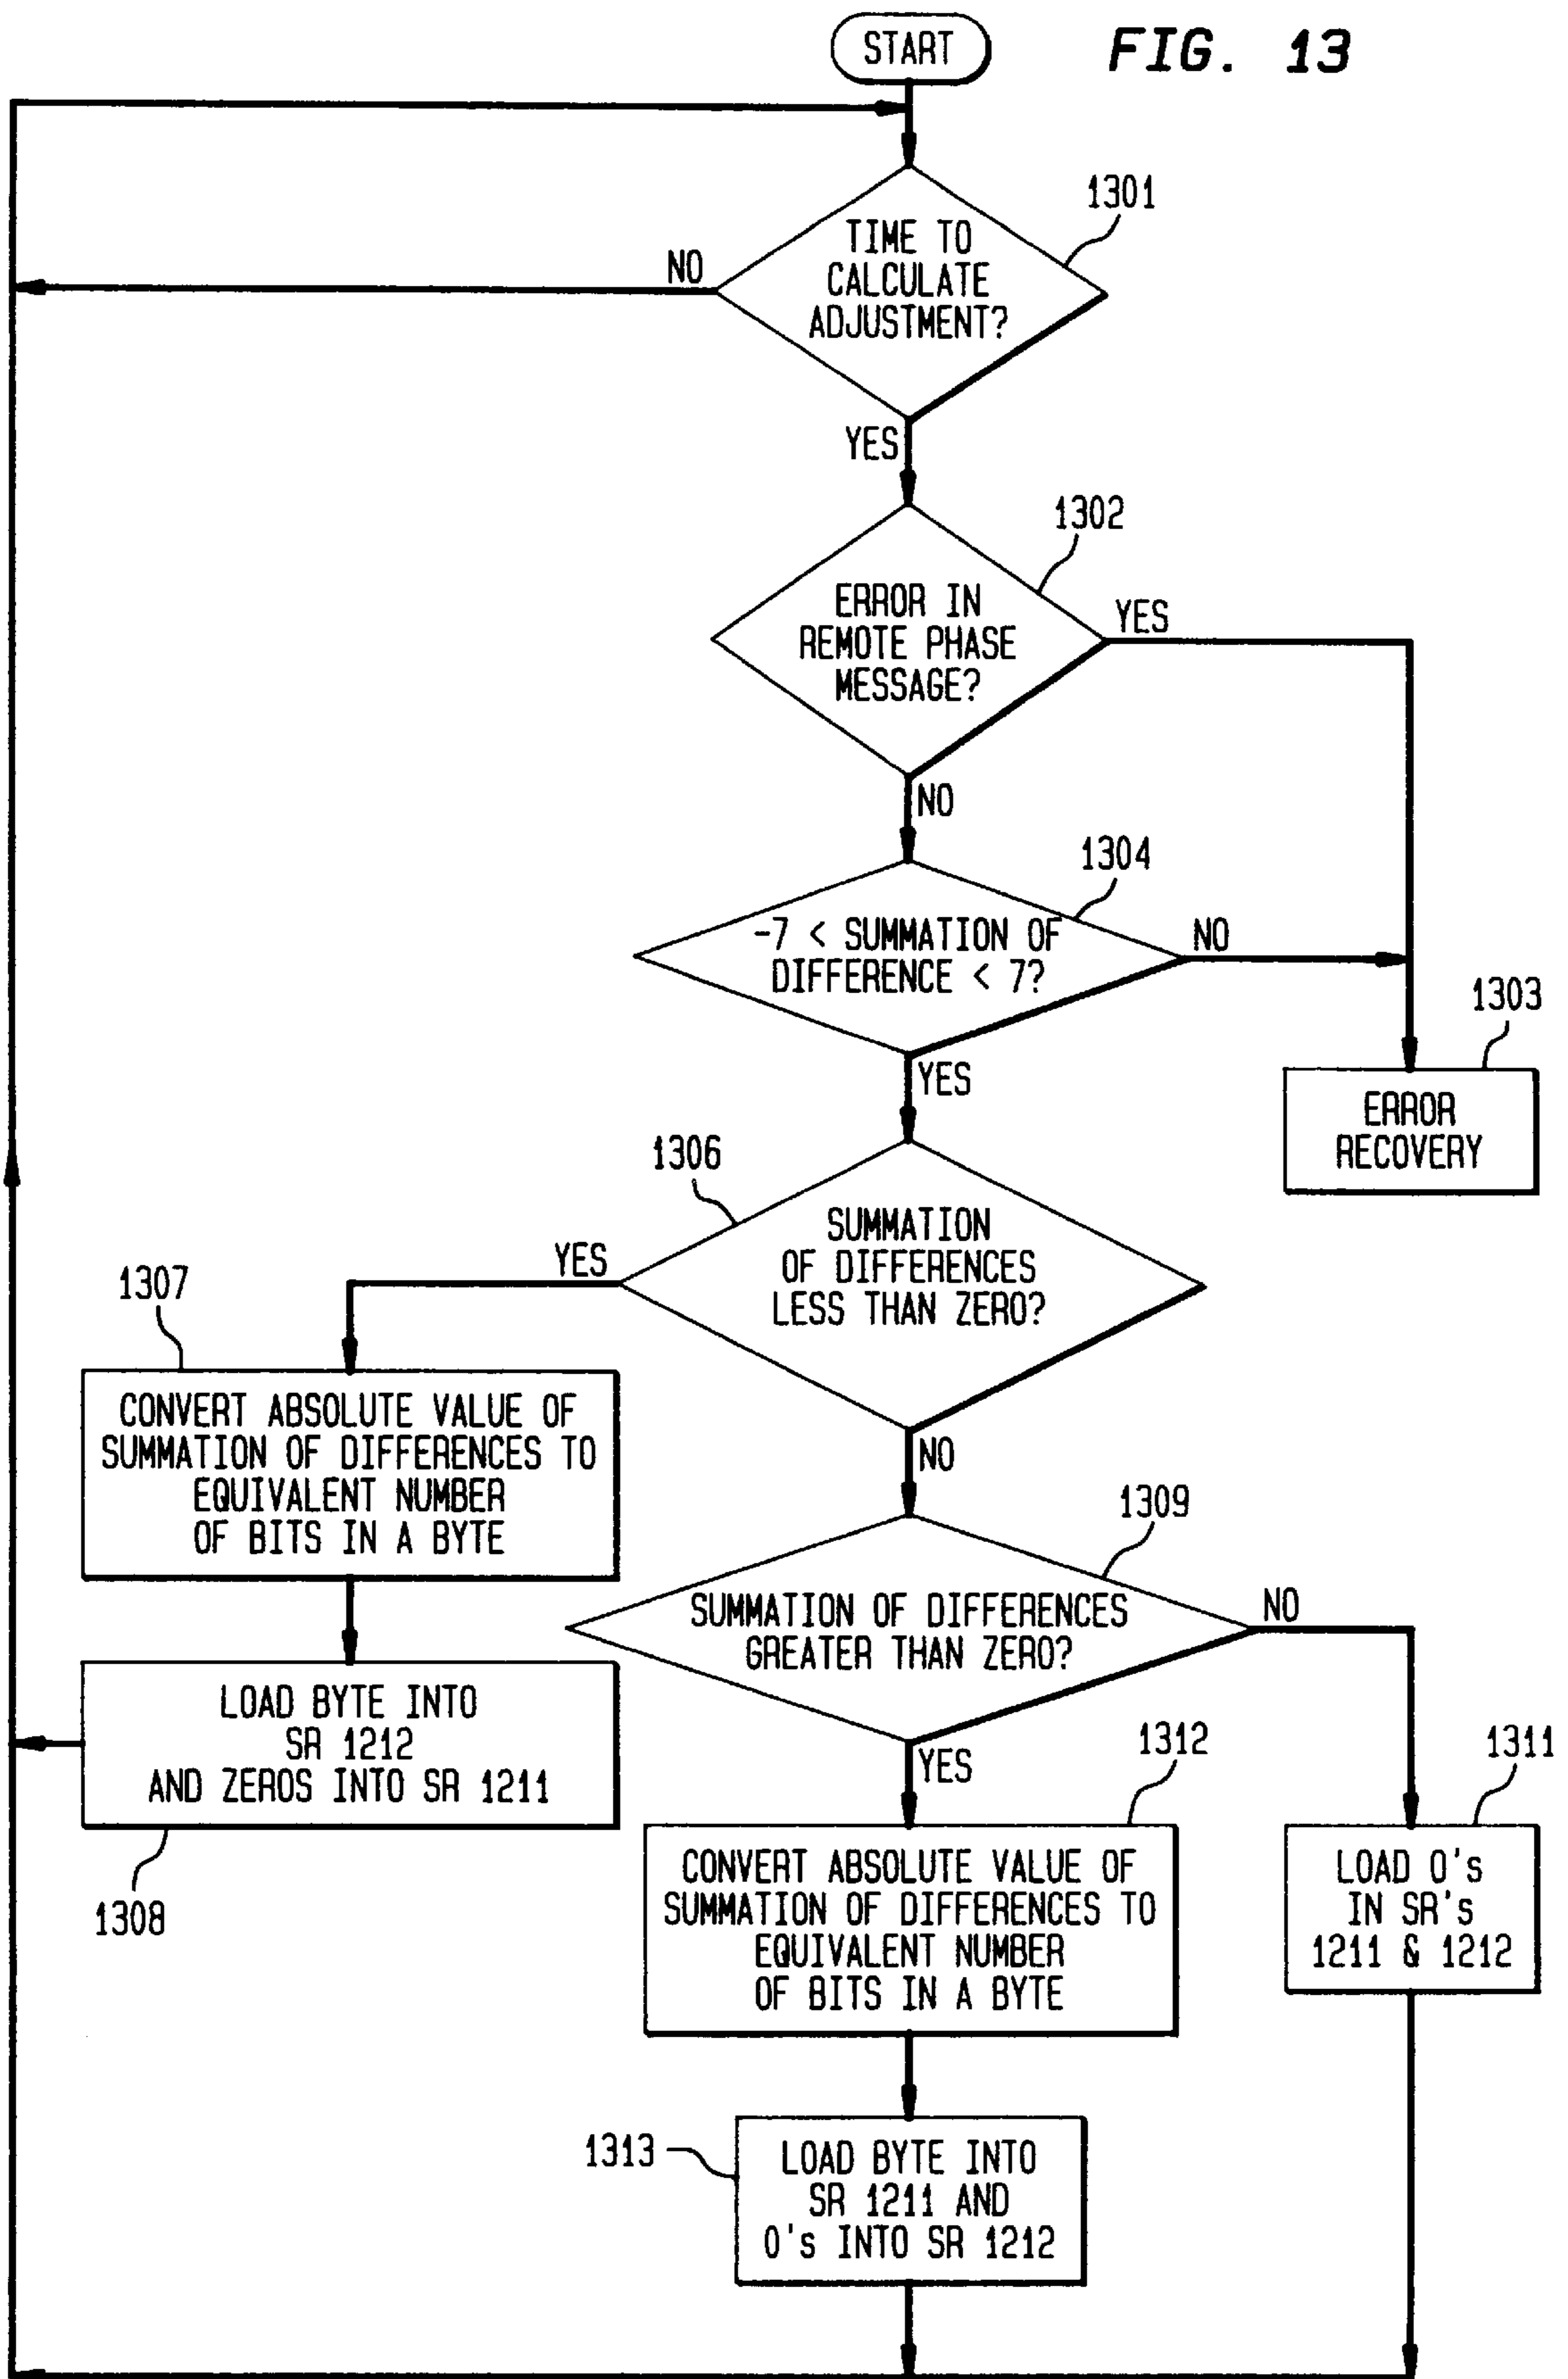 START
FIG. 13
1301
TIME TO
CALCULATE
ADJUSTMENT?
NO
YES
1302
ERROR IN
REMOTE PHASE
MESSAGE?
YES
NO
1304
-7 < SUMMATION OF
DIFFERENCE < 7?
NO
YES
1303
ERROR
RECOVERY
1306
SUMMATION
OF DIFFERENCES
LESS THAN ZERO?
YES
NO
1307
CONVERT ABSOLUTE VALUE OF
SUMMATION OF DIFFERENCES TO
EQUIVALENT NUMBER
OF BITS IN A BYTE
LOAD BYTE INTO
SR 1212
AND ZEROS INTO SR 1211
1308
1309
SUMMATION OF DIFFERENCES
GREATER THAN ZERO?
NO
YES
1312
CONVERT ABSOLUTE VALUE OF
SUMMATION OF DIFFERENCES TO
EQUIVALENT NUMBER
OF BITS IN A BYTE
1311
LOAD 0's
IN SR's
1211 & 1212
1313
LOAD BYTE INTO
SR 1211 AND
0's INTO SR 1212